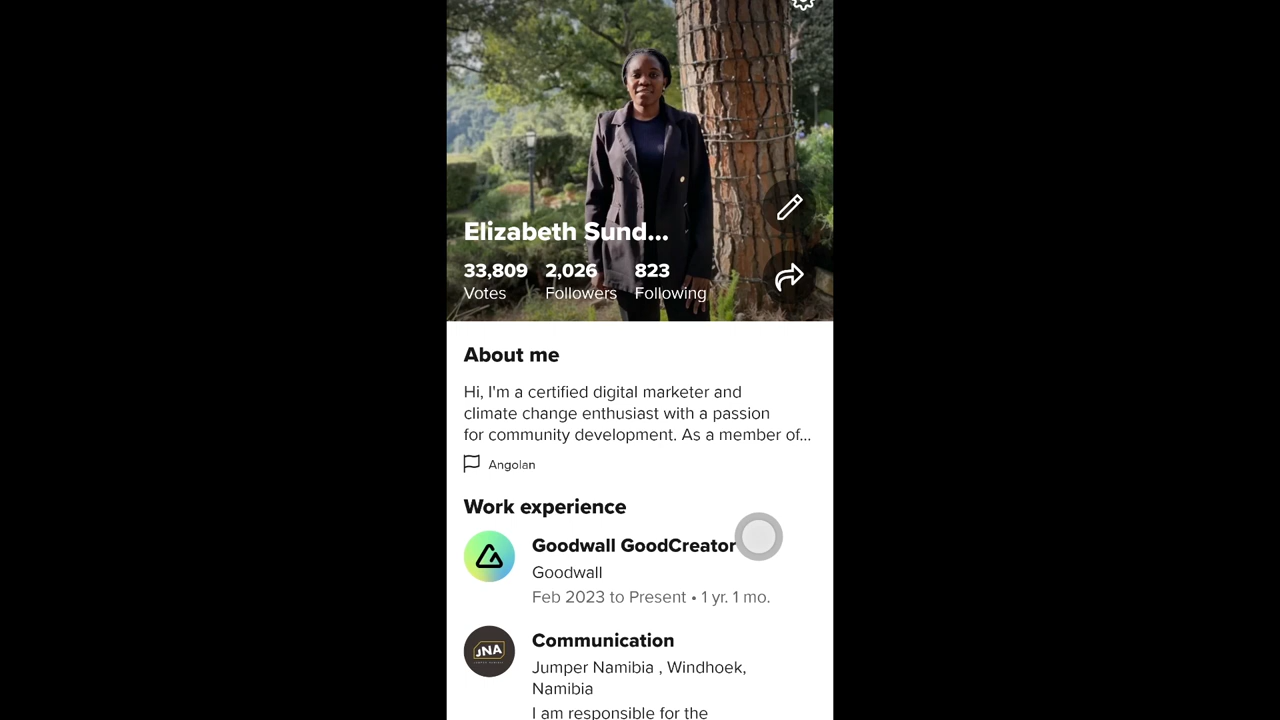 Elizabeth Sund...
33,809 2,026 823
Votes Followers Following
About me
Hi, I'm a certified digital marketer and
climate change enthusiast with a passion
for community development. As a member of...
Angolan
Work experience
Goodwall GoodCreator
Goodwall
Feb 2023 to Present • 1 yr. 1 mo.
JNA
Communication
Jumper Namibia , Windhoek,
Namibia
I am responsible for the